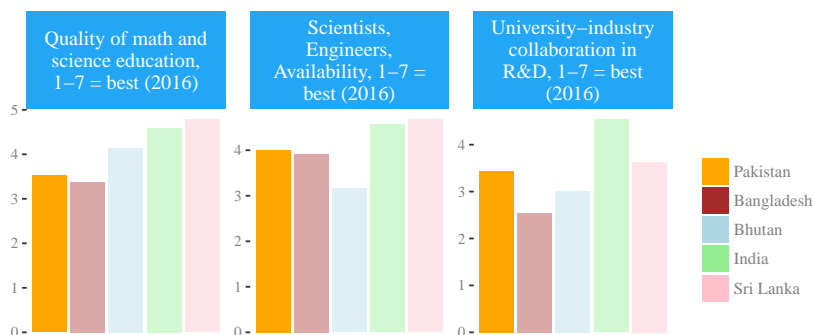 Quality of math and
science education,
1−7 = best (2016)
Scientists,
Engineers,
Availability, 1−7 =
best (2016)
University−industry
collaboration in
R&D, 1−7 = best
(2016)
5
4
3
2
1
0
4
3
2
1
0
4
3
2
1
0
Pakistan
Bangladesh
Bhutan
India
Sri Lanka